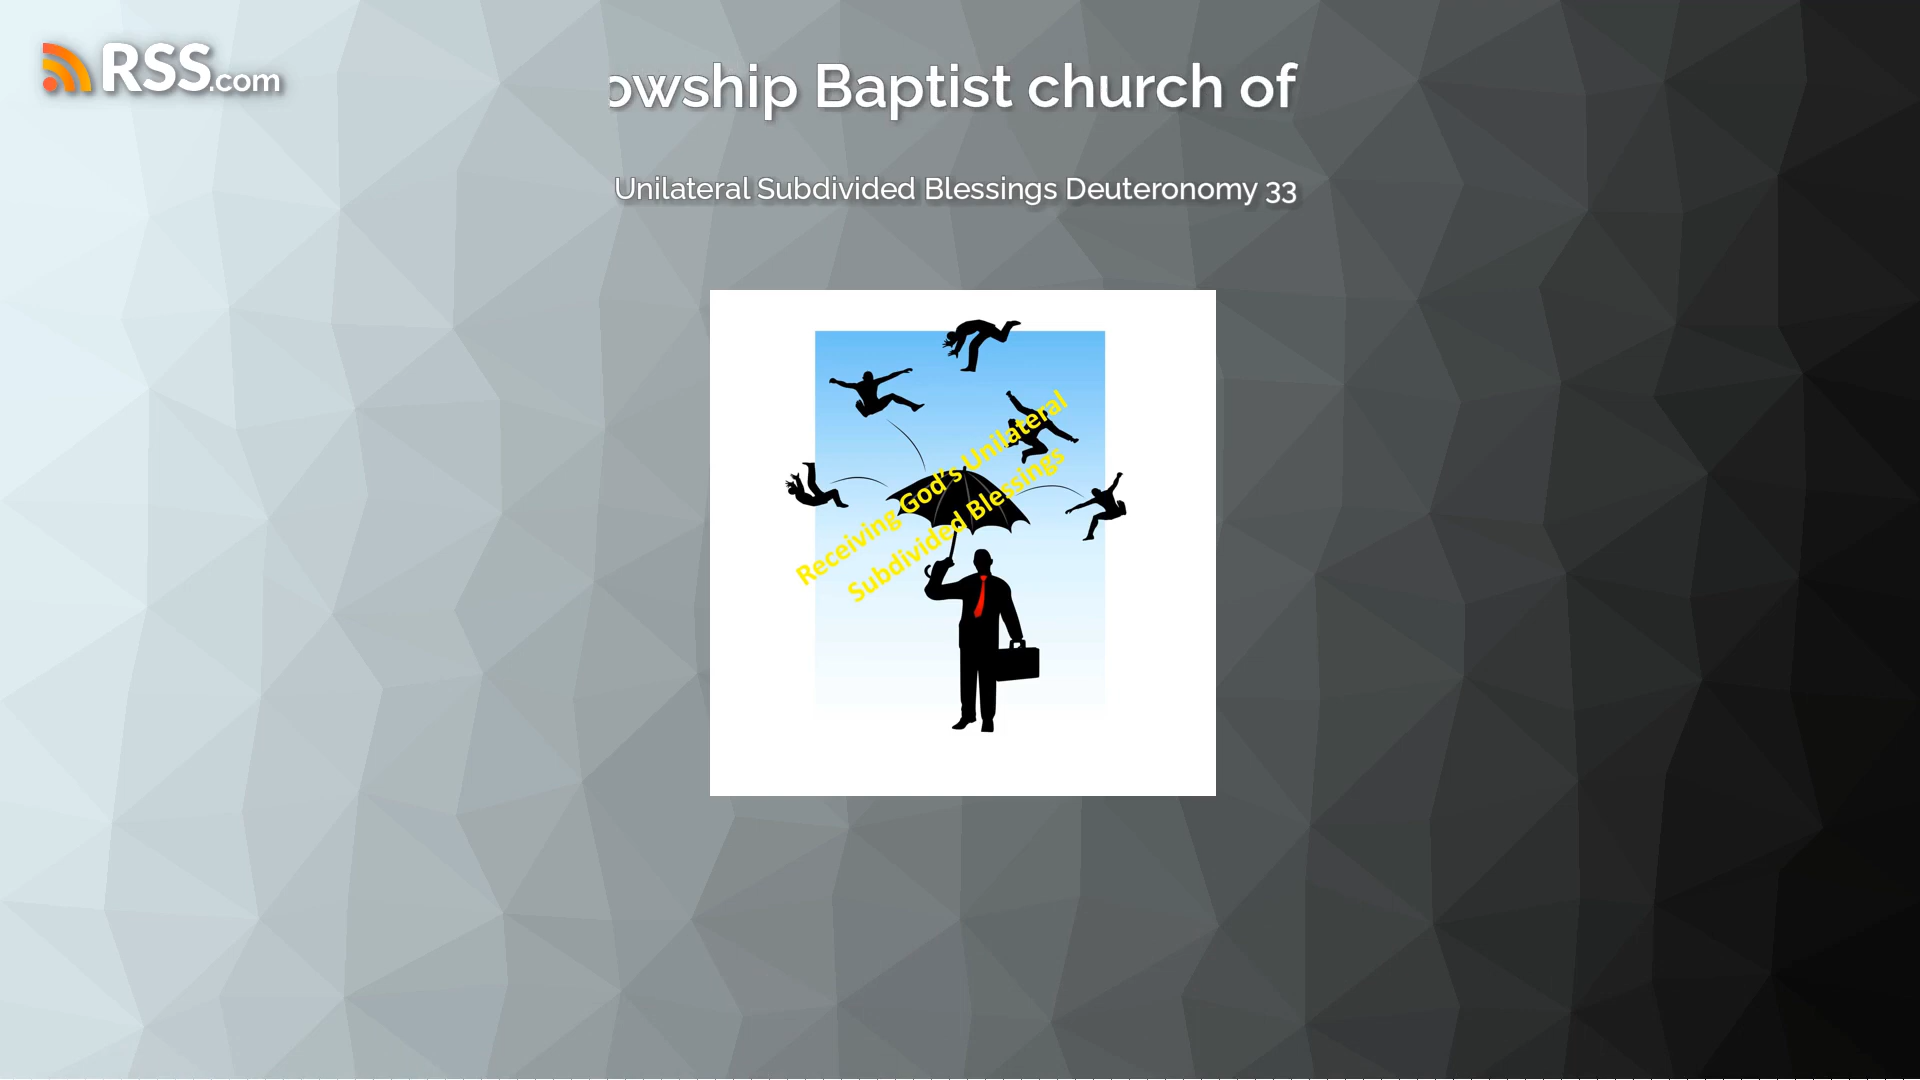 RSS.com
owship Baptist church of
Unilateral Subdivided Blessings Deuteronomy 33
Receiving God's Unilateral
Subdivided Blessings